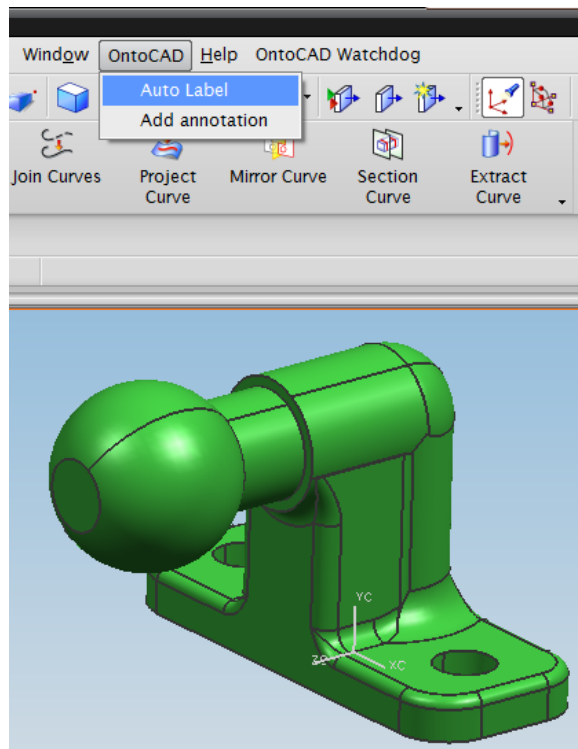 Window OntoCAD Help OntoCAD Watchdog
Auto Label
Add annotation
Join Curves Project Curve Mirror Curve Section Curve Extract Curve
YC
XC